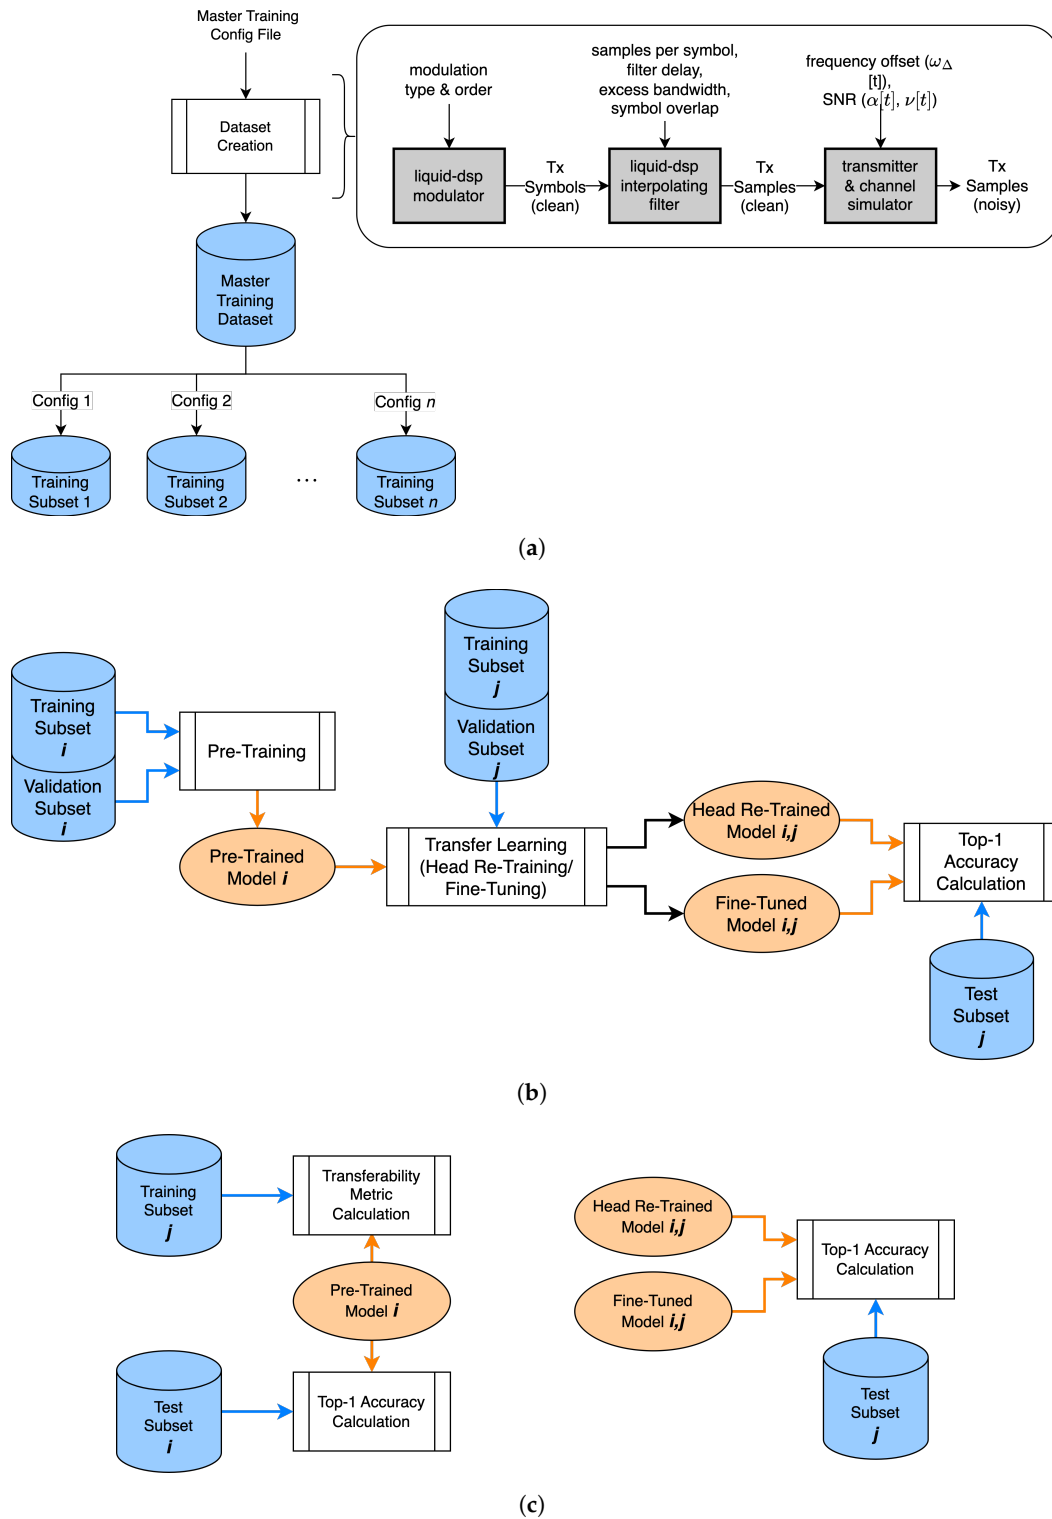 Master Training
Config File
Dataset
Creation
modulation
type & order
samples per symbol,
filter delay,
excess bandwidth,
symbol overlap
frequency offset (ω_Δ
[t]),
SNR (α[t], ν[t])
liquid-dsp
modulator
Tx
Symbols
(clean)
liquid-dsp
interpolating
filter
Tx
Samples
(clean)
transmitter
& channel
simulator
Tx
Samples
(noisy)
Master
Training
Dataset
Config 1
Config 2
Config n
Training
Subset 1
Training
Subset 2
...
Training
Subset n
(a)
Training
Subset
i
Validation
Subset
i
Pre-Training
Pre-Trained
Model i
Training
Subset
j
Validation
Subset
j
Transfer Learning
(Head Re-Training/
Fine-Tuning)
Head Re-Trained
Model i,j
Fine-Tuned
Model i,j
Top-1
Accuracy
Calculation
Test
Subset
j
(b)
Training
Subset
j
Transferability
Metric
Calculation
Pre-Trained
Model i
Test
Subset
i
Top-1 Accuracy
Calculation
Head Re-Trained
Model i,j
Fine-Tuned
Model i,j
Top-1 Accuracy
Calculation
Test
Subset
j
(c)